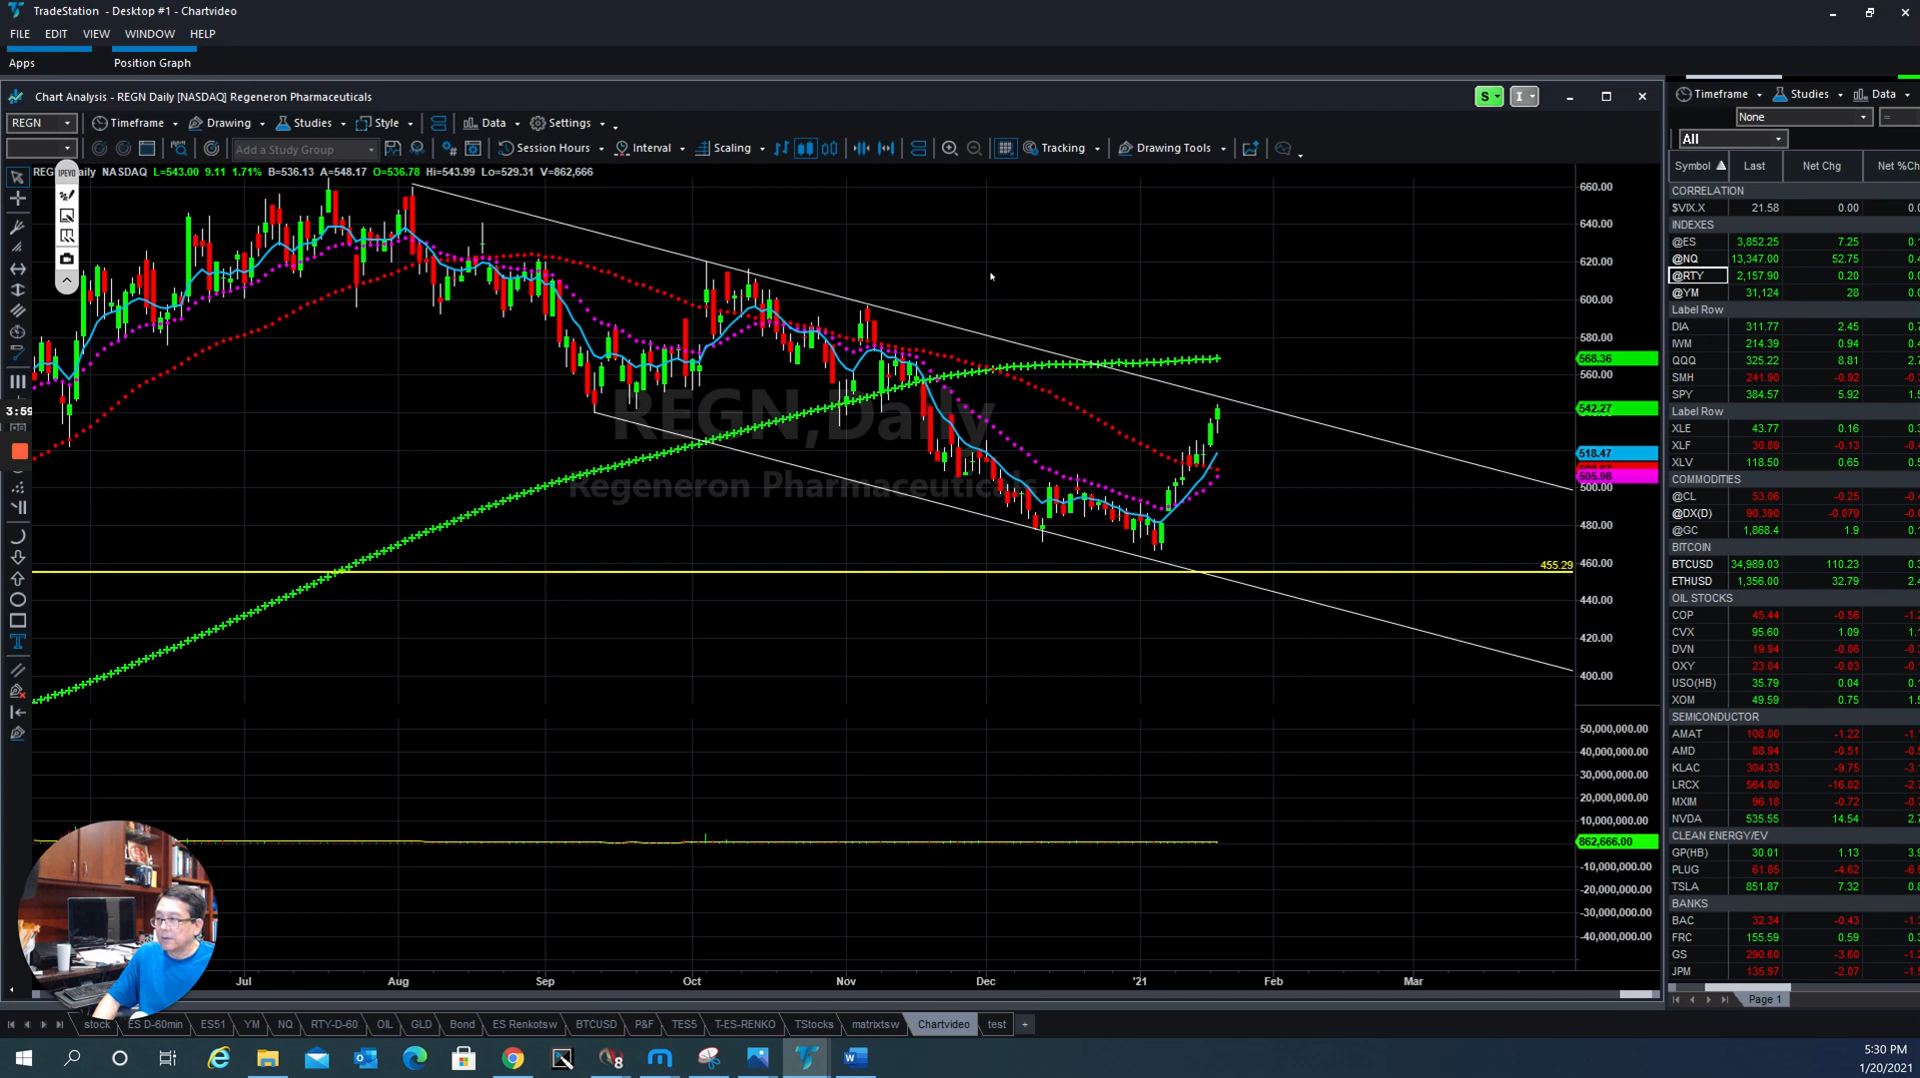 TradeStation - Desktop #1 - Chartvideo
FILE EDIT VIEW WINDOW HELP
Apps Position Graph
Chart Analysis - REGN Daily [NASDAQ] Regeneron Pharmaceuticals
S I
REGN Timeframe Drawing Studies Style Data Settings
Add a Study Group Session Hours Interval Scaling Tracking Drawing Tools
NASDAQ L=543.00 9.11 1.71% B=536.13 A=548.17 O=536.78 Hi=543.99 Lo=529.31 V=862,666
IPEVO
3:59
REGN,Daily
Regeneron Pharmaceuticals
660.00
640.00
620.00
600.00
580.00
568.36
560.00
542.27
518.47
505.98
500.00
480.00
460.00
455.29
440.00
420.00
400.00
50,000,000.00
40,000,000.00
30,000,000.00
20,000,000.00
10,000,000.00
862,666.00
-10,000,000.00
-20,000,000.00
-30,000,000.00
-40,000,000.00
Jul Aug Sep Oct Nov Dec '21 Feb Mar
stock ES D-60min ES51 YM NQ RTY-D-60 OIL GLD Bond ES Renkotsw BTCUSD P&F TES5 T-ES-RENKO TStocks matrixtsw Chartvideo test +
Timeframe Studies Data
None =
All
Symbol Last Net Chg Net %Chg
CORRELATION
$VIX.X 21.58 0.00
INDEXES
@ES 3,852.25 7.25
@NQ 13,347.00 52.75
@RTY 2,157.90 0.20
@YM 31,124 28
Label Row
DIA 311.77 2.45
IWM 214.39 0.94
QQQ 325.22 8.81
SMH 241.90 -0.92
SPY 384.57 5.92
Label Row
XLE 43.77 0.16
XLF 30.89 -0.13
XLV 118.50 0.65
COMMODITIES
@CL 53.06 -0.25
@DX(D) 90.390 -0.079
@GC 1,868.4 1.9
BITCOIN
BTCUSD 34,989.03 110.23
ETHUSD 1,356.00 32.79
OIL STOCKS
COP 45.44 -0.56
CVX 95.60 1.09
DVN 19.94 -0.06
OXY 23.04 -0.03
USO(HB) 35.79 0.04
XOM 49.59 0.75
SEMICONDUCTOR
AMAT 108.00 -1.22
AMD 88.94 -0.51
KLAC 304.33 -9.75
LRCX 564.00 -16.02
MXIM 96.18 -0.72
NVDA 535.55 14.54
CLEAN ENERGY/EV
GP(HB) 30.01 1.13
PLUG 61.85 -4.62
TSLA 851.87 7.32
BANKS
BAC 32.34 -0.43
FRC 155.59 0.59
GS 290.60 -3.60
JPM 135.97 -2.07
Page 1
5:30 PM
1/20/2021